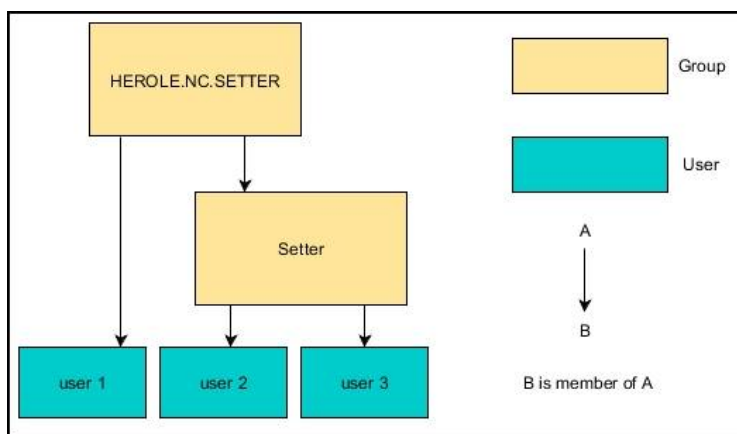 HEROLE.NC.SETTER
Group
User
Setter
A
B
user 1
user 2
user 3
B is member of A